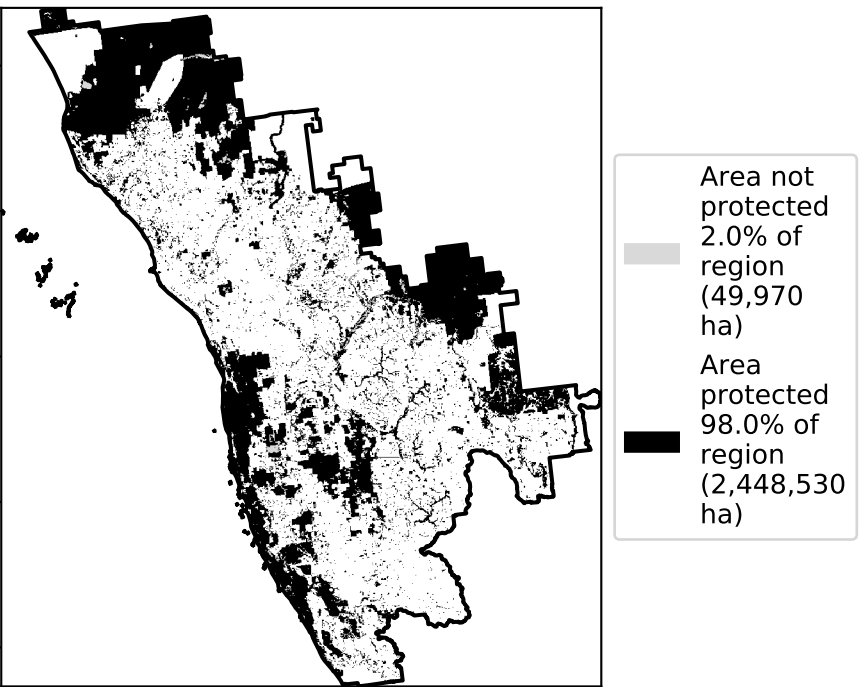 Area not
protected
2.0% of
region
(49,970
ha)
Area
protected
98.0% of
region
(2,448,530
ha)